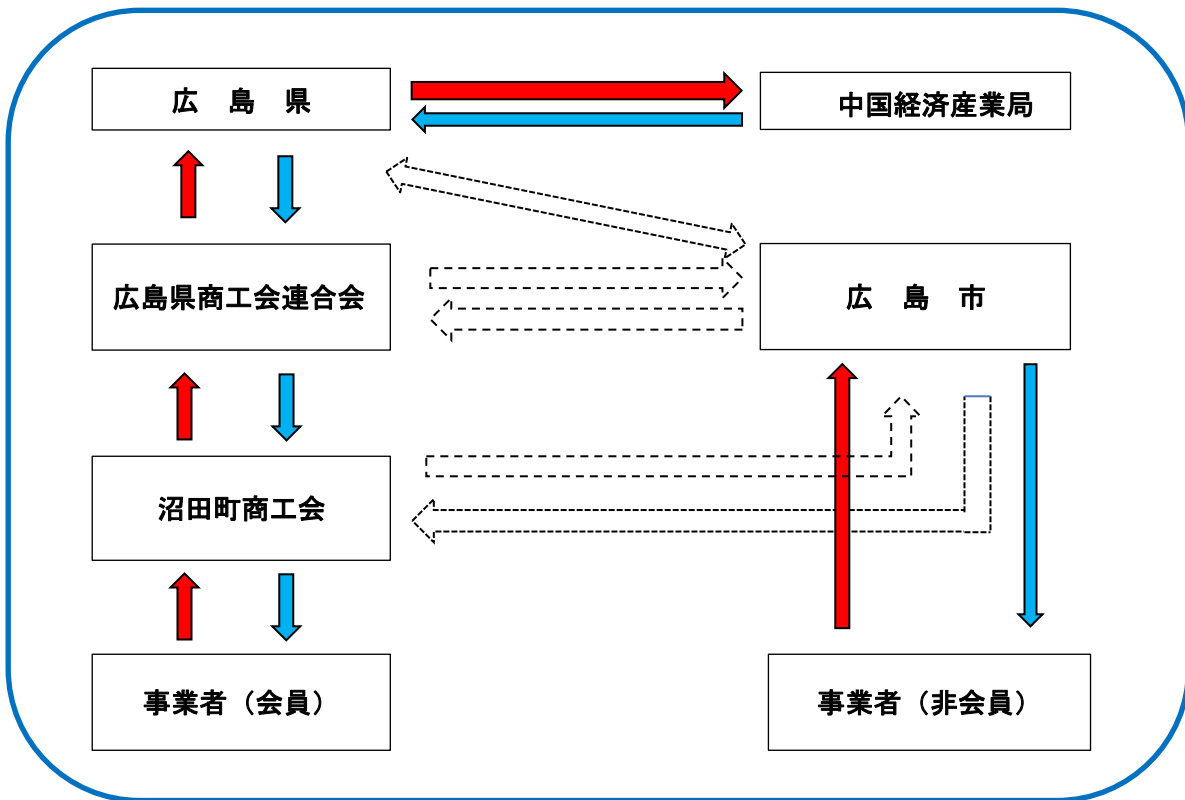 広　島　県
中国経済産業局
広島県商工会連合会
広　島　市
沼田町商工会
事業者（会員）
事業者（非会員）